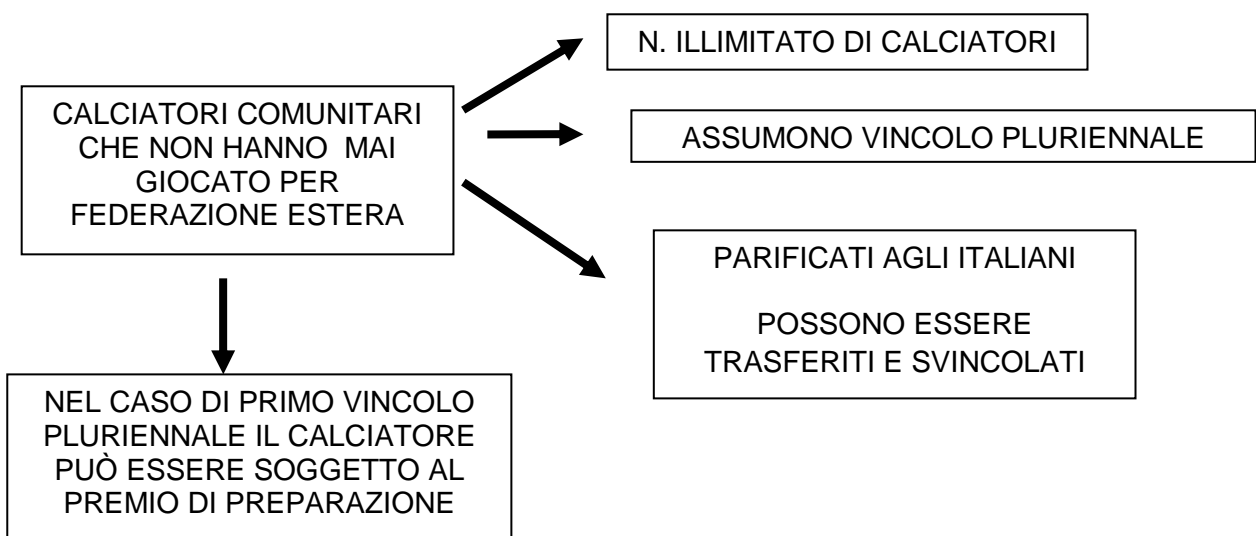 N. ILLIMITATO DI CALCIATORI
CALCIATORI COMUNITARI
CHE NON HANNO MAI
GIOCATO PER
FEDERAZIONE ESTERA
ASSUMONO VINCOLO PLURIENNALE
PARIFICATI AGLI ITALIANI
POSSONO ESSERE
TRASFERITI E SVINCOLATI
NEL CASO DI PRIMO VINCOLO
PLURIENNALE IL CALCIATORE
PUÒ ESSERE SOGGETTO AL
PREMIO DI PREPARAZIONE